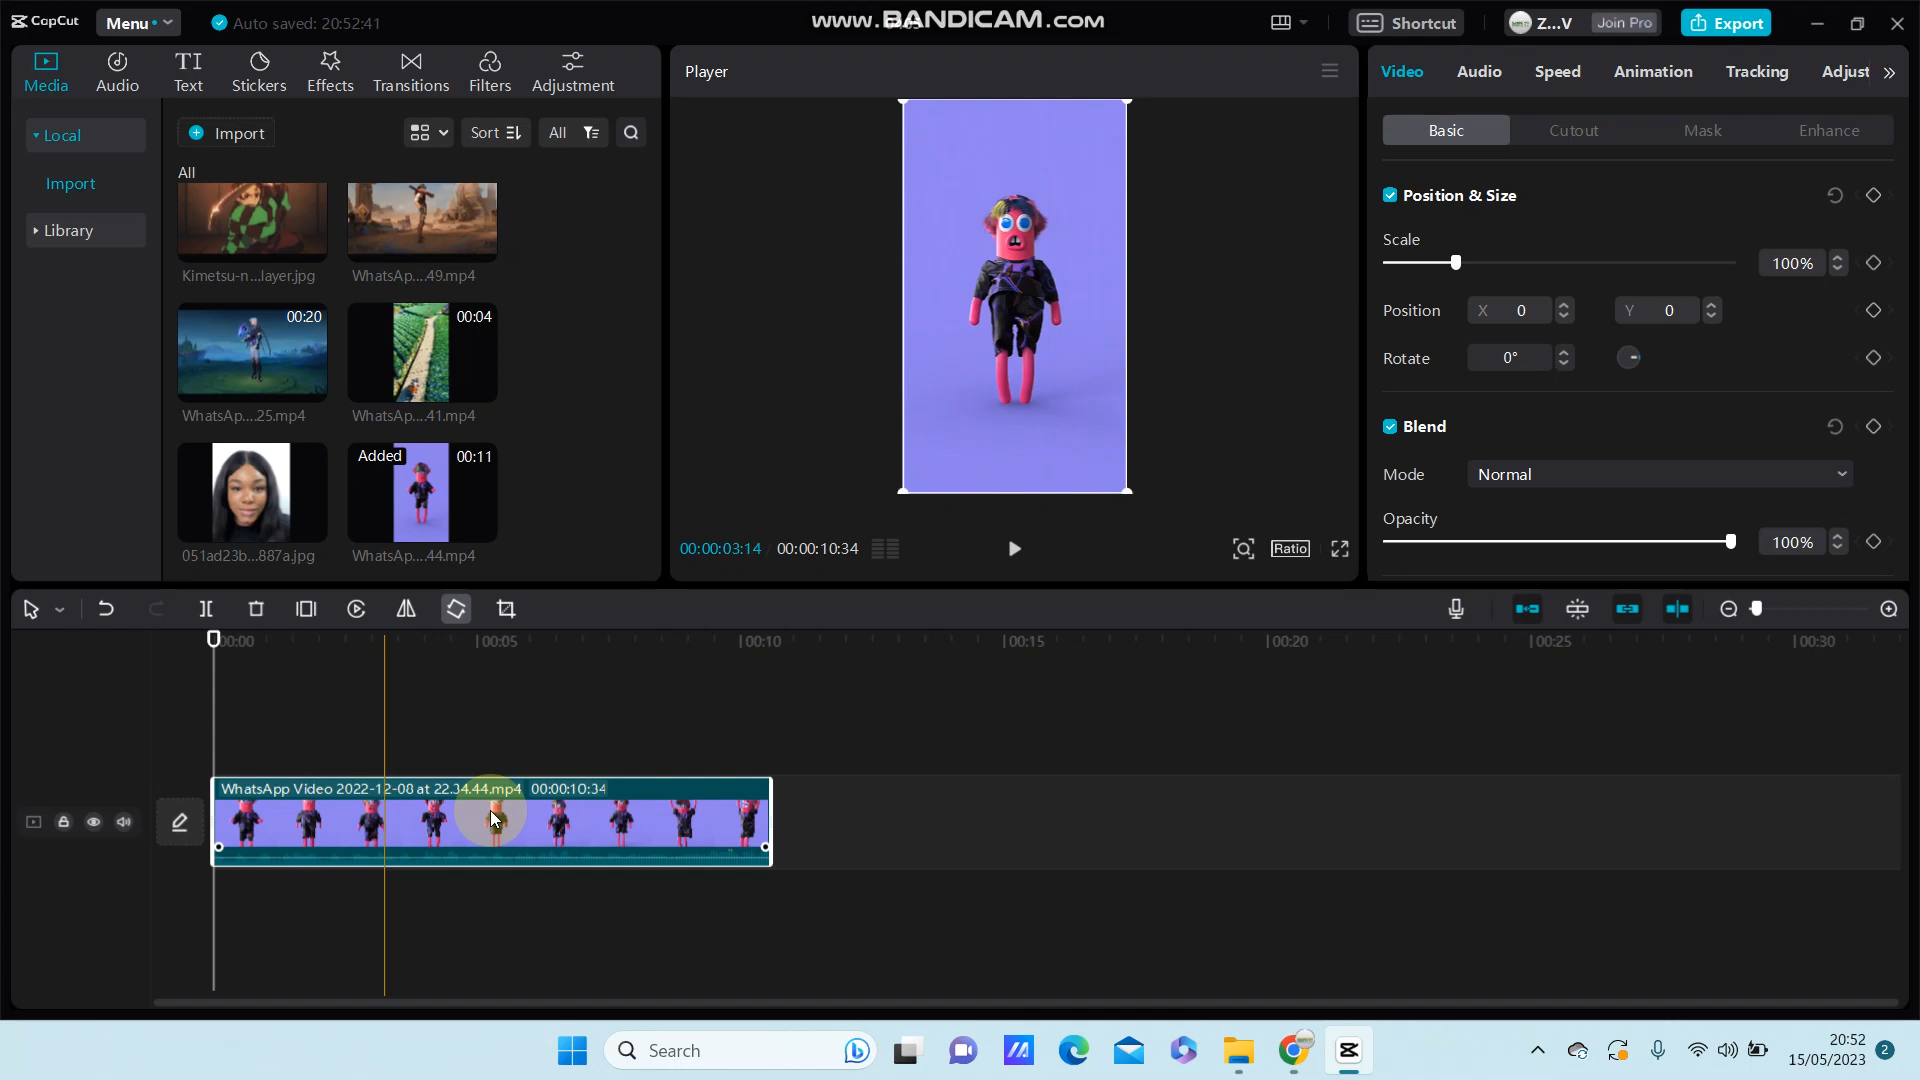 CapCut
Menu
Auto saved: 20:52:41
www.BANDICAM.com
Shortcut
Z...V
Join Pro
Export
Media
Audio
Text
Stickers
Effects
Transitions
Filters
Adjustment
Local
Import
Library
Import
Sort
All
All
Kimetsu-n...layer.jpg
WhatsAp....49.mp4
00:20
00:04
WhatsAp....25.mp4
WhatsAp....41.mp4
Added
00:11
051ad23b...887a.jpg
WhatsAp....44.mp4
Player
00:00:03:14
00:00:10:34
Ratio
Video
Audio
Speed
Animation
Tracking
Adjust
Basic
Cutout
Mask
Enhance
Position & Size
Scale
100%
Position
X 0
Y 0
Rotate
0°
Blend
Mode
Normal
Opacity
100%
00:00
00:05
00:10
00:15
00:20
00:25
00:30
WhatsApp Video 2022-12-08 at 22.34.44.mp4 00:00:10:34
Search
20:52
15/05/2023
2